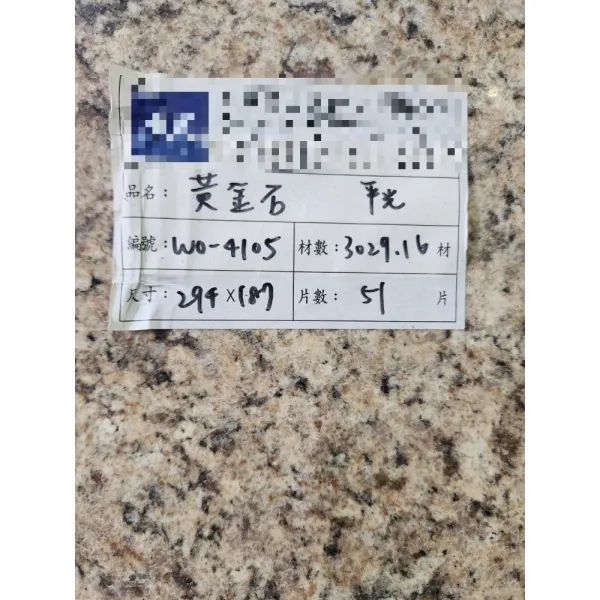 品名: 黃金石 平光
編號: WO-4105 材數: 3029.16 材
尺寸: 294×187 片數: 51 片